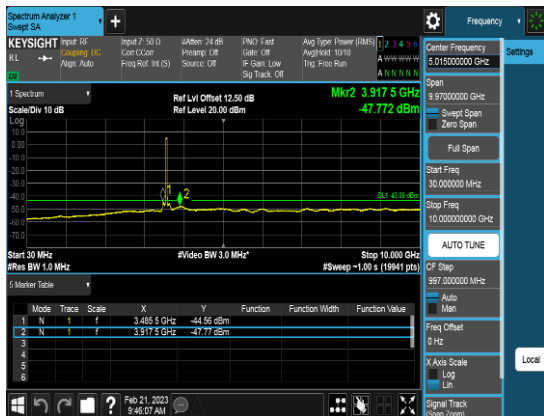 Spectrum Analyzer 1
Swept SA
Frequency
KEYSIGHT
Input: RF
Coupling: DC
Align: Auto
Input Z: 50 Ω
Corr CCorr
Freq Ref: Int (S)
#Atten: 24 dB
Preamp: Off
Source: Off
PNO: Fast
Gate: Off
IF Gain: Low
Sig Track: Off
Avg Type: Power (RMS)
Avg|Hold: 10/10
Trig: Free Run
1 2 3 4 5 6
A W W W W W
A N N N N N
RL
1 Spectrum
Scale/Div 10 dB
Ref Lvl Offset 12.50 dB
Ref Level 20.00 dBm
Mkr2 3.917 5 GHz
-47.772 dBm
Log
10.0
0.00
-10.0
-20.0
-30.0
-40.0
-50.0
-60.0
-70.0
1
2
Start 30 MHz
#Res BW 1.0 MHz
#Video BW 3.0 MHz*
Stop 10.000 GHz
#Sweep ~1.00 s (19941 pts)
5 Marker Table
Mode Trace Scale X Y Function Function Width Function Value
1 N 1 f 3.485 5 GHz -44.56 dBm
2 N 1 f 3.917 5 GHz -47.77 dBm
3
4
5
6
Feb 21, 2023
9:46:07 AM
Center Frequency
5.015000000 GHz
Span
9.97000000 GHz
Swept Span
Zero Span
Full Span
Start Freq
30.000000 MHz
Stop Freq
10.000000000 GHz
AUTO TUNE
CF Step
997.000000 MHz
Auto
Man
Freq Offset
0 Hz
X Axis Scale
Log
Lin
Signal Track
(Span Zoom)
Settings
Local